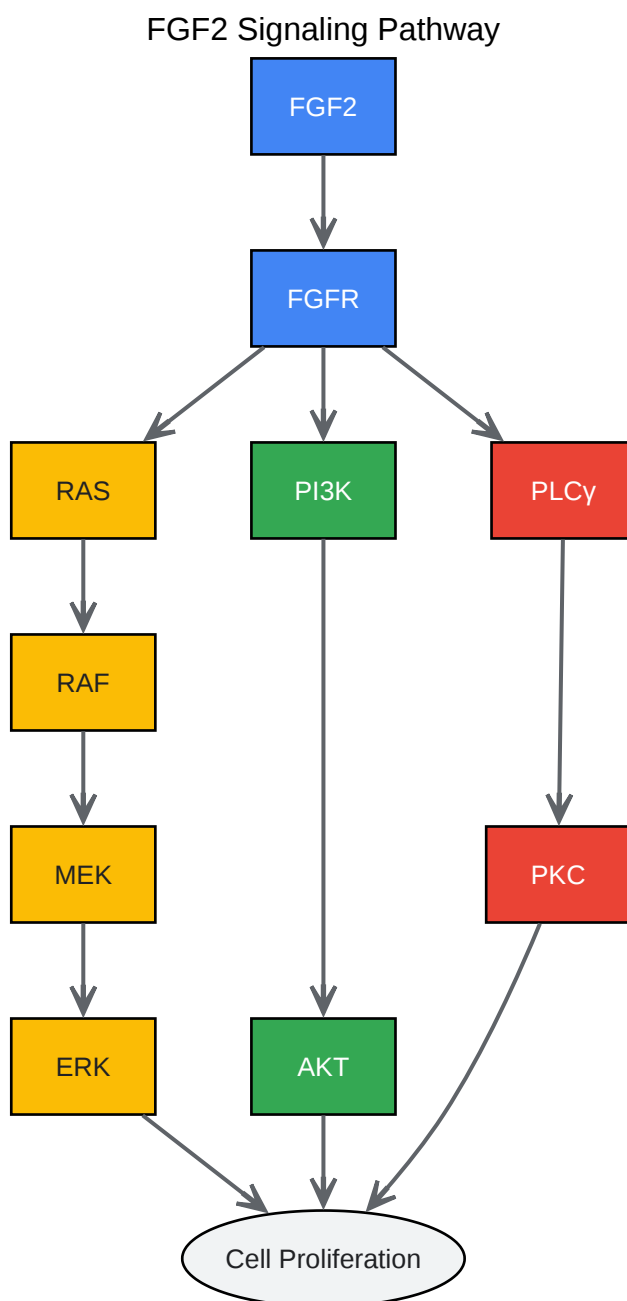 FGF2 Signaling Pathway
FGF2
FGFR
RAS
PI3K
PLCγ
RAF
MEK
PKC
ERK
AKT
Cell Proliferation